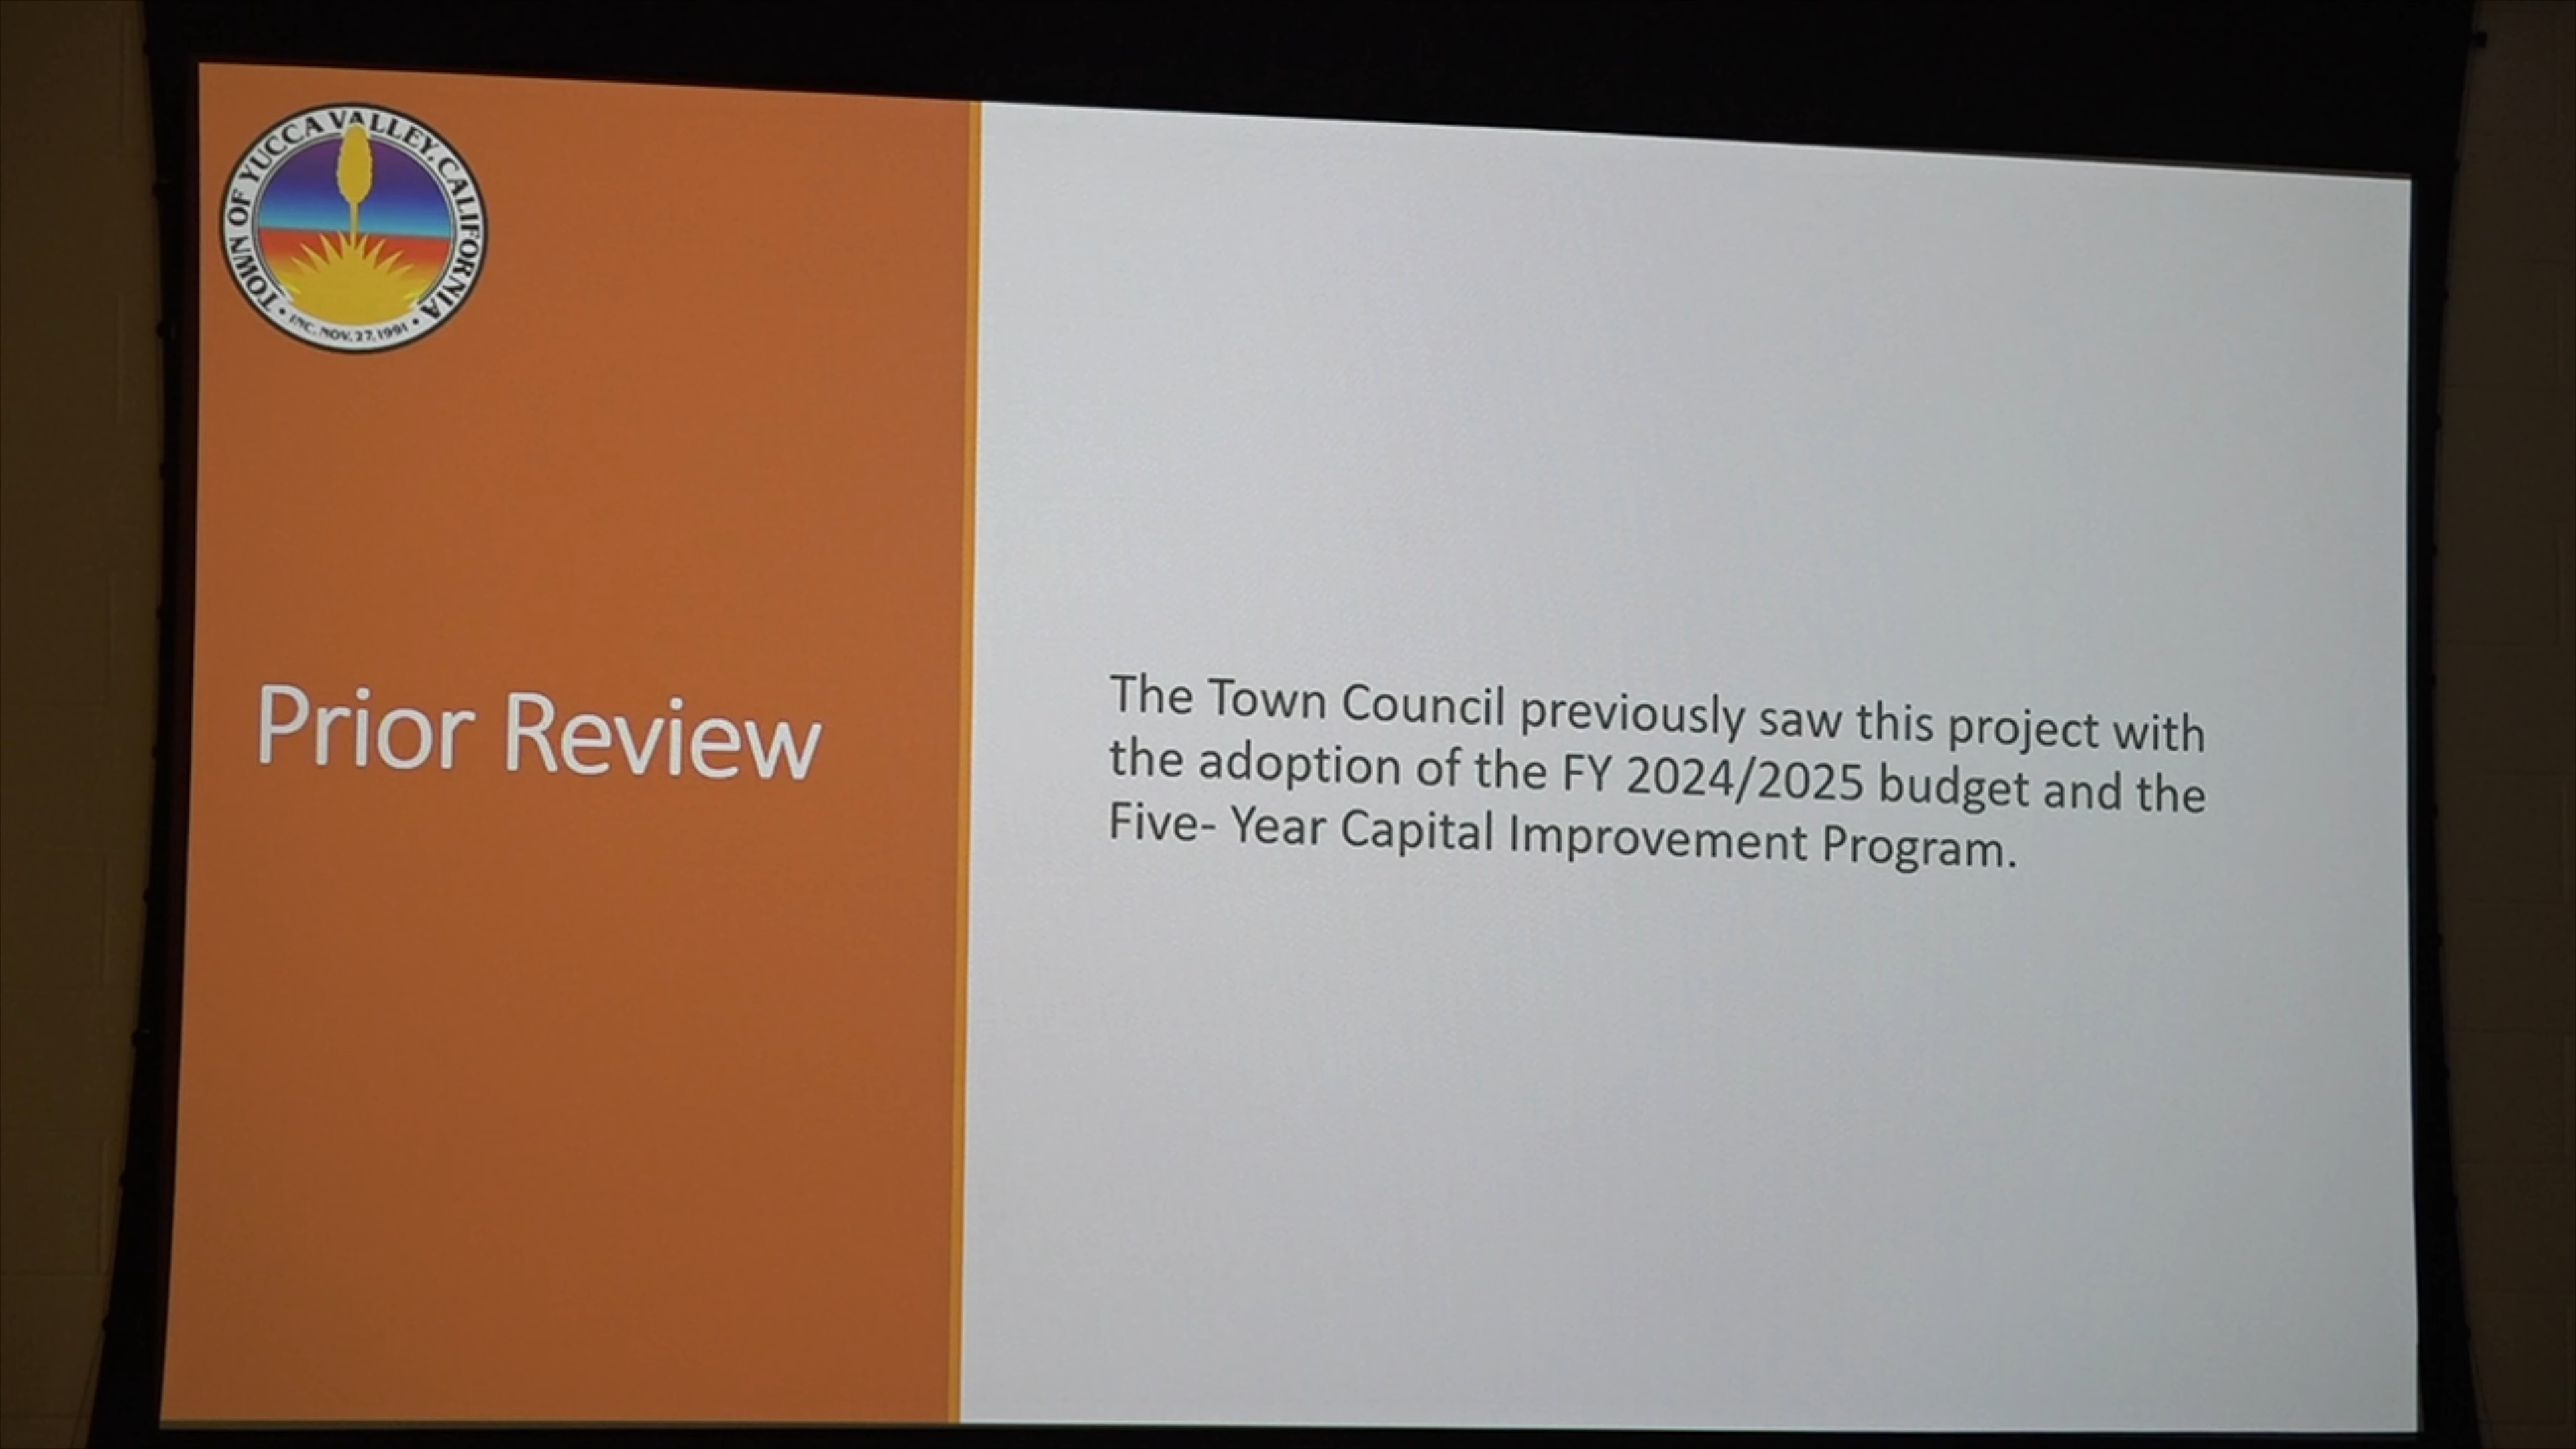 TOWN OF YUCCA VALLEY, CALIFORNIA
• INC. NOV. 27, 1991 •
Prior Review
The Town Council previously saw this project with
the adoption of the FY 2024/2025 budget and the
Five- Year Capital Improvement Program.